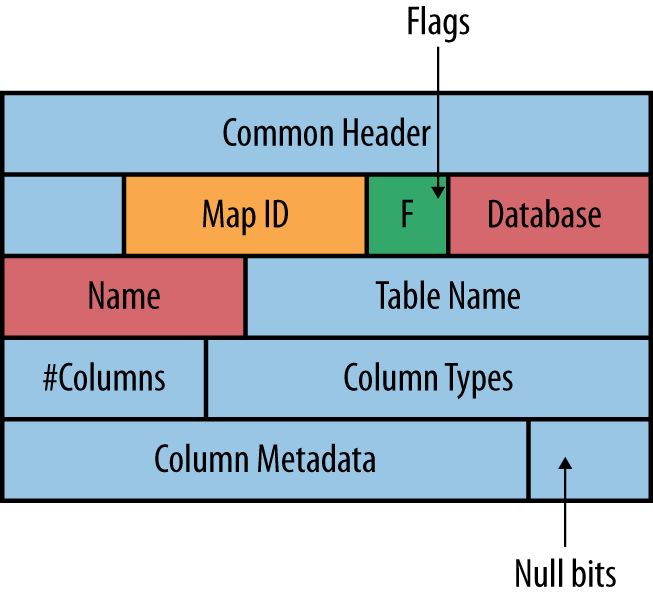 Flags
Common Header
Map ID
F
Database
Name
Table Name
#Columns
Column Types
Column Metadata
Null bits